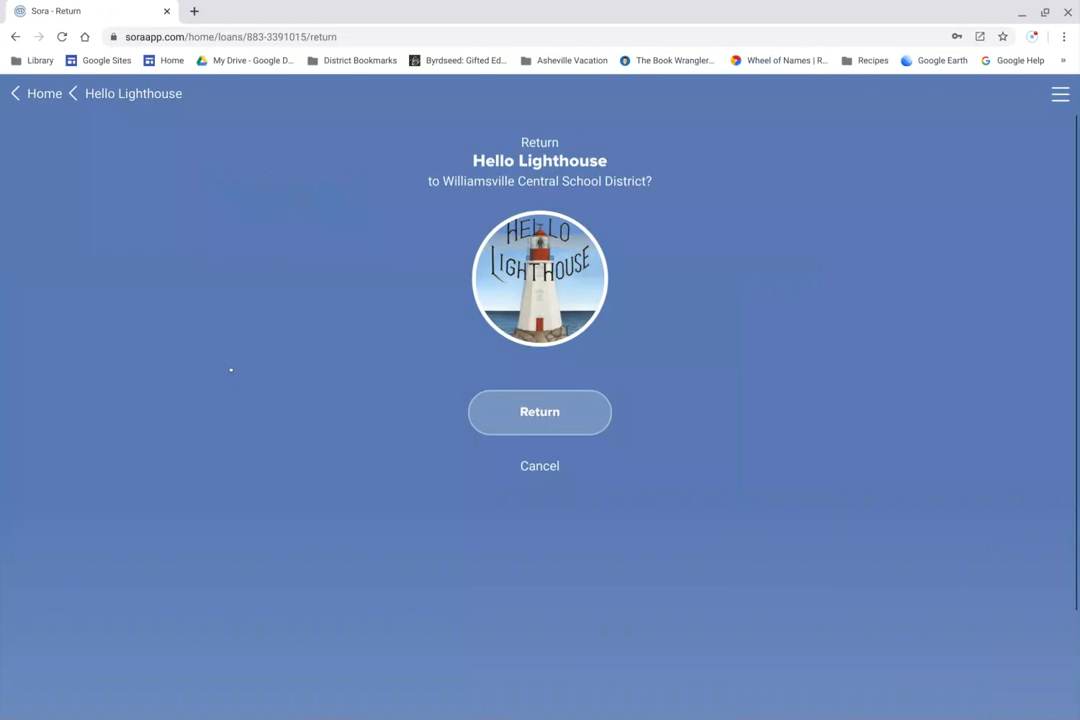 Sora - Return
soraapp.com/home/loans/883-3391015/return
Library Google Sites Home My Drive - Google D... District Bookmarks Byrdseed: Gifted Ed... Asheville Vacation The Book Wrangler... Wheel of Names | R... Recipes Google Earth Google Help »
Home Hello Lighthouse
Return
Hello Lighthouse
to Williamsville Central School District?
HELLO
LIGHTHOUSE
Return
Cancel